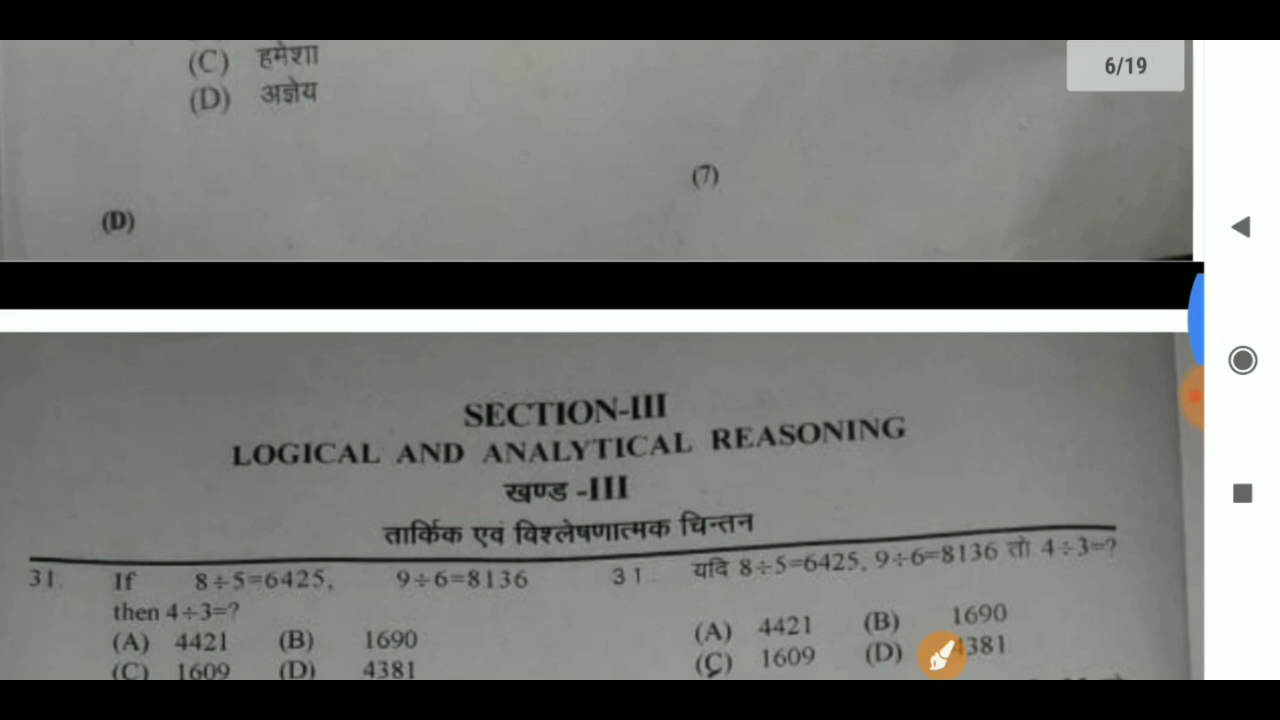 (C) हमेशा
(D) अज्ञेय
6/19
(7)
(D)
SECTION-III
LOGICAL AND ANALYTICAL REASONING
खण्ड -III
तार्किक एवं विश्लेषणात्मक चिन्तन
31. If 8÷5=6425, 9÷6=8136
then 4÷3=?
(A) 4421 (B) 1690
(C) 1609 (D) 4381
31. यदि 8÷5=6425, 9÷6=8136 तो 4÷3=?
(A) 4421 (B) 1690
(C) 1609 (D) 4381